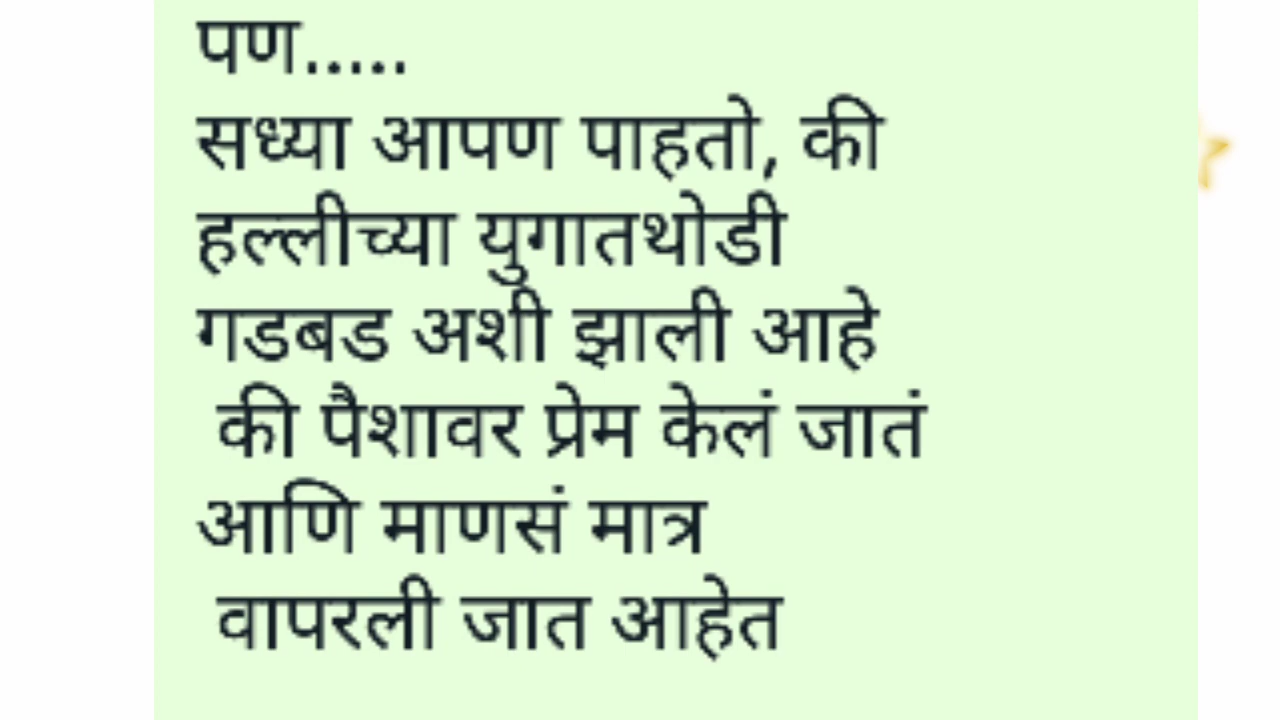 पण.....
सध्या आपण पाहतो, की
हल्लीच्या युगातथोडी
गडबड अशी झाली आहे
की पैशावर प्रेम केलं जातं
आणि माणसं मात्र
वापरली जात आहेत